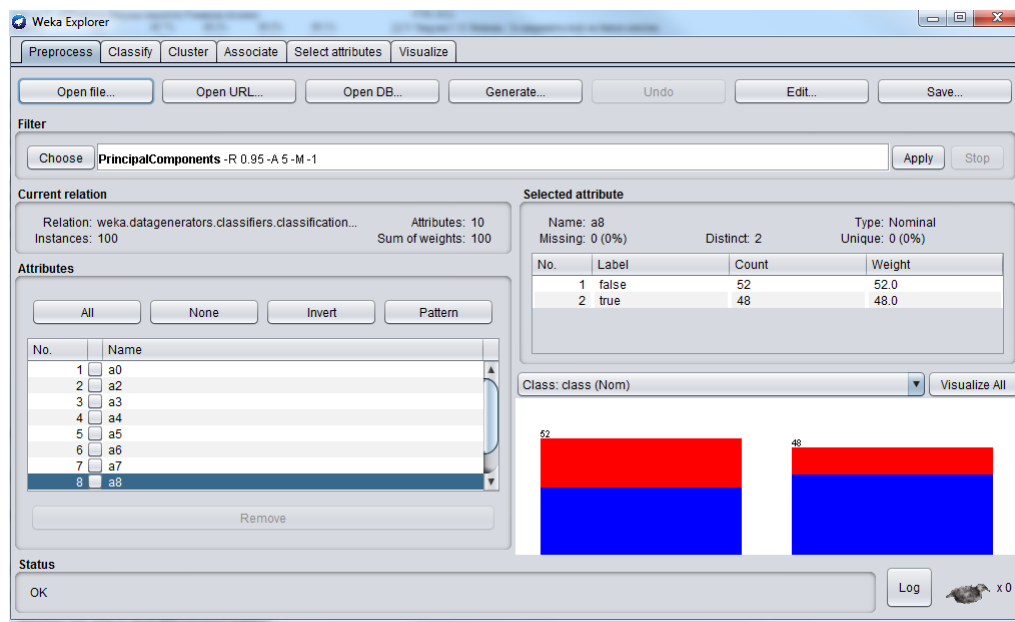 Weka Explorer
Preprocess Classify Cluster Associate Select attributes Visualize
Open file... Open URL... Open DB... Generate... Undo Edit... Save...
Filter
Choose PrincipalComponents -R 0.95 -A 5 -M -1 Apply Stop
Current relation
Relation: weka.datagenerators.classifiers.classification... Attributes: 10
Instances: 100 Sum of weights: 100
Attributes
All None Invert Pattern
No. Name
1 a0
2 a2
3 a3
4 a4
5 a5
6 a6
7 a7
8 a8
Remove
Selected attribute
Name: a8 Type: Nominal
Missing: 0 (0%) Distinct: 2 Unique: 0 (0%)
No. Label Count Weight
1 false 52 52.0
2 true 48 48.0
Class: class (Nom) Visualize All
52 48
Status
OK Log x 0